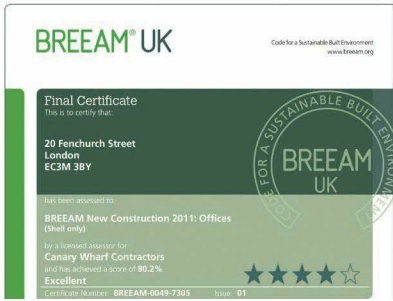 BREEAM® UK
Code for a Sustainable Built Environment
www.breeam.org
Final Certificate
This is to certify that:
20 Fenchurch Street
London
EC3M 3BY
has been assessed to:
BREEAM New Construction 2011: Offices
(Shell only)
by a licensed assessor for
Canary Wharf Contractors
and has achieved a score of 80.2%
Excellent
Certificate Number: BREEAM-0049-7305 Issue: 01
CODE FOR A SUSTAINABLE BUILT ENVIRONMENT
BREEAM
UK